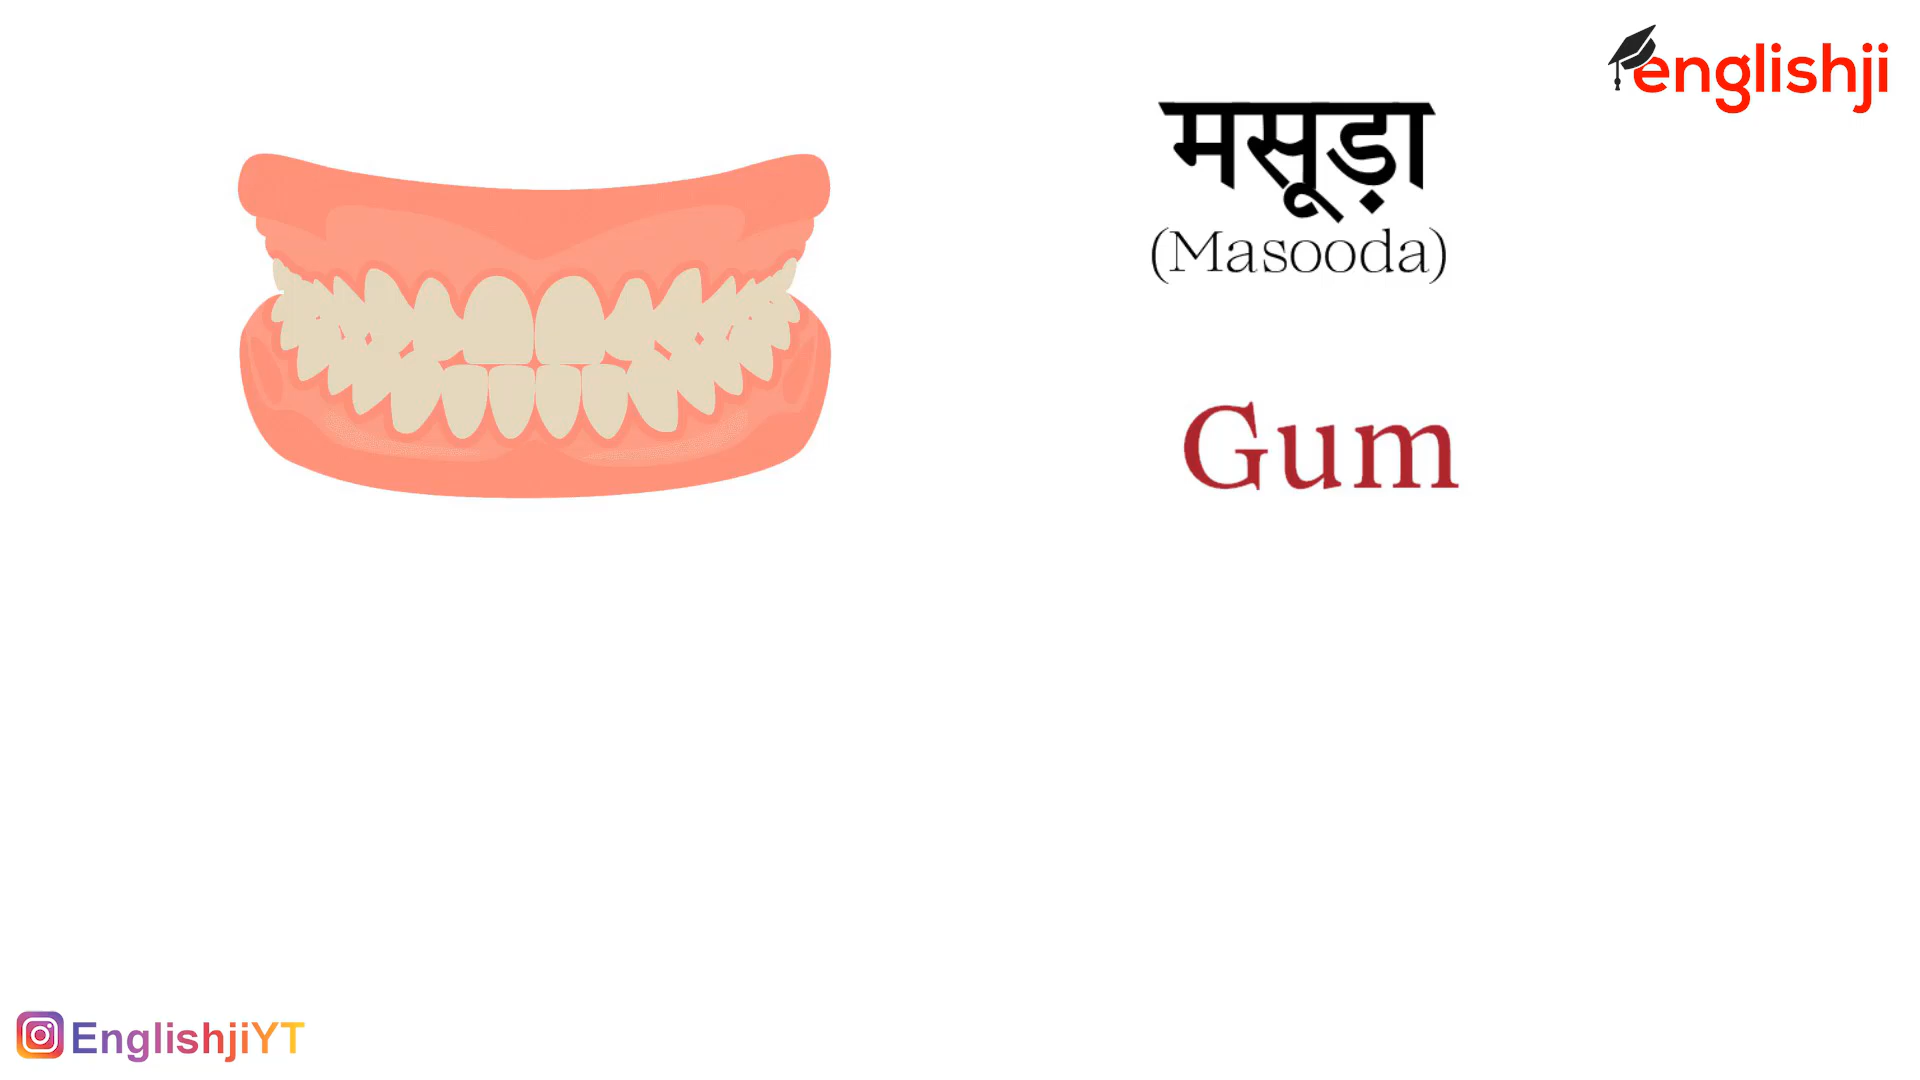 englishji
मसूड़ा
(Masooda)
Gum
EnglishjiYT